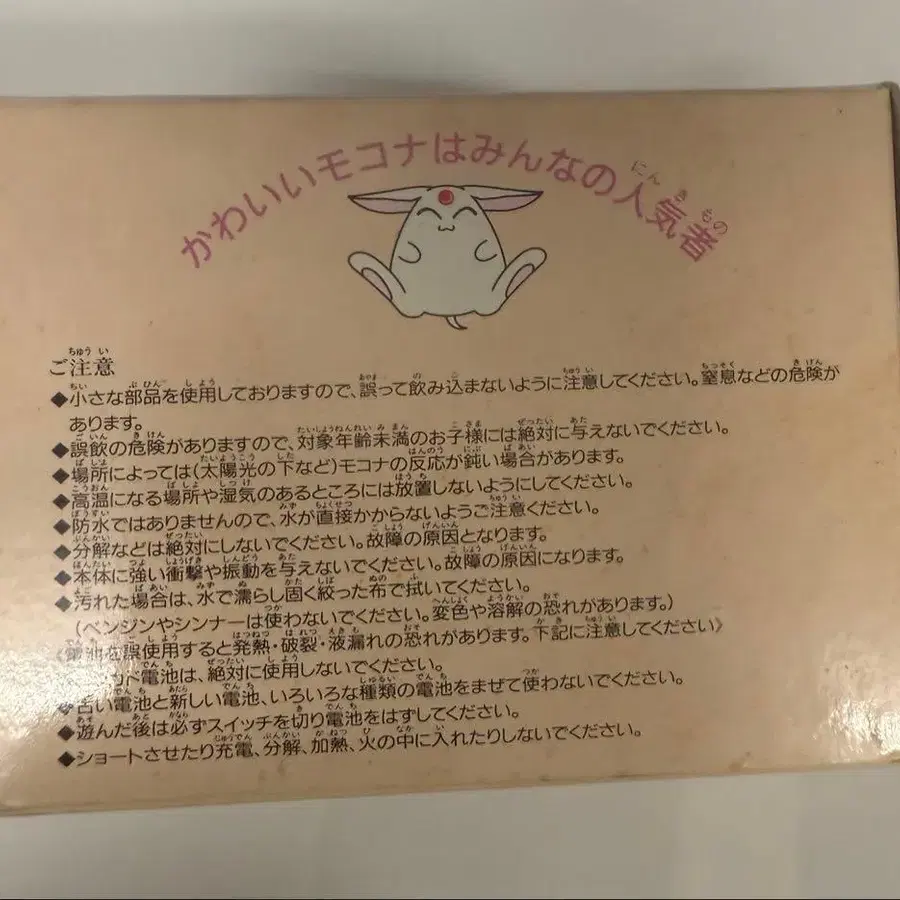 かわいいモコナはみんなの人気者
ご注意
◆小さな部品を使用しておりますので、誤って飲み込まないように注意してください。窒息などの危険が
あります。
◆誤飲の危険がありますので、対象年齢未満のお子様には絶対に与えないでください。
◆場所によっては(太陽光の下など)モコナの反応が鈍い場合があります。
◆高温になる場所や湿気のあるところには放置しないようにしてください。
◆防水ではありませんので、水が直接かからないようご注意ください。
◆分解などは絶対にしないでください。故障の原因となります。
◆本体に強い衝撃や振動を与えないでください。故障の原因になります。
◆汚れた場合は、水で濡らし固く絞った布で拭いてください。
(ベンジンやシンナーは使わないでください。変色や溶解の恐れがあります。)
《電池を誤使用すると発熱・破裂・液漏れの恐れがあります。下記に注意してください》
ド電池は、絶対に使用しないでください。
◆古い電池と新しい電池、いろいろな種類の電池をまぜて使わないでください。
◆遊んだ後は必ずスイッチを切り電池をはずしてください。
◆ショートさせたり充電、分解、加熱、火の中に入れたりしないでください。